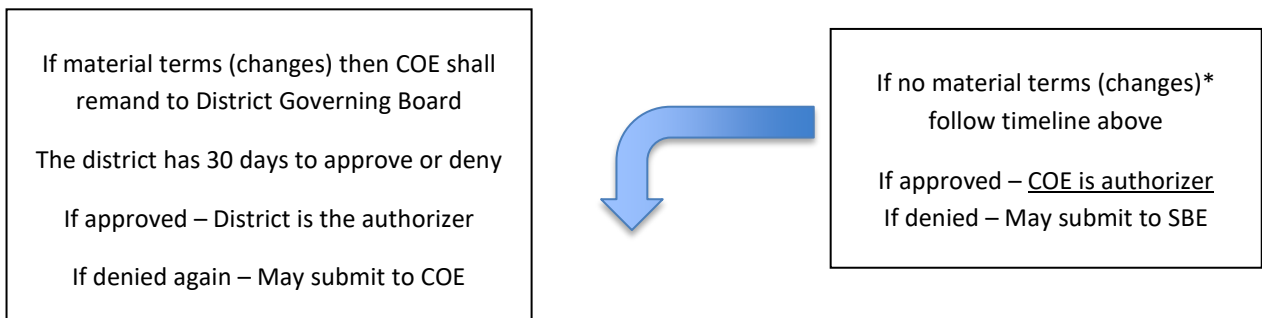 If material terms (changes) then COE shall
remand to District Governing Board
The district has 30 days to approve or deny
If approved – District is the authorizer
If denied again – May submit to COE
If no material terms (changes)*
follow timeline above
If approved – COE is authorizer
If denied – May submit to SBE